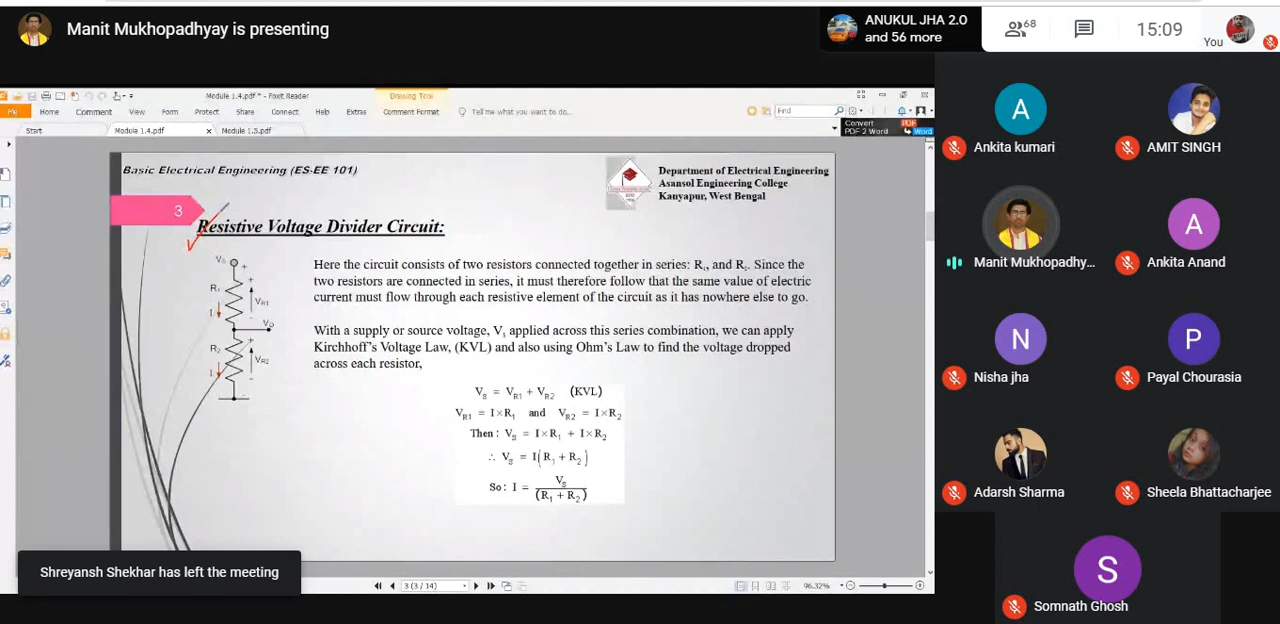 Manit Mukhopadhyay is presenting
ANUKUL JHA 2.0
and 56 more
68
15:09
You
Module 1.4.pdf * - Foxit Reader
Drawing Tool
Home Comment View Form Protect Share Connect Help Extras Comment Format Tell me what you want to do...
Find
Start Module 1.4.pdf Module 1.5.pdf
Convert PDF
PDF 2 Word Word
Basic Electrical Engineering (ES-EE 101)
Department of Electrical Engineering
Asansol Engineering College
Kanyapur, West Bengal
3
Resistive Voltage Divider Circuit:
Here the circuit consists of two resistors connected together in series: R₁, and R₂. Since the
two resistors are connected in series, it must therefore follow that the same value of electric
current must flow through each resistive element of the circuit as it has nowhere else to go.
With a supply or source voltage, Vs applied across this series combination, we can apply
Kirchhoff's Voltage Law, (KVL) and also using Ohm's Law to find the voltage dropped
across each resistor,
VS +
R1 + VR1
I -
VO
R2 + VR2
I -
VS = VR1 + VR2 (KVL)
VR1 = I×R1 and VR2 = I×R2
Then : VS = I×R1 + I×R2
∴ VS = I(R1 + R2)
So: I = VS
(R1 + R2)
3 (3 / 14)
96.32%
Shreyansh Shekhar has left the meeting
A
Ankita kumari
AMIT SINGH
Manit Mukhopadhy...
A
Ankita Anand
N
Nisha jha
P
Payal Chourasia
Adarsh Sharma
Sheela Bhattacharjee
S
Somnath Ghosh